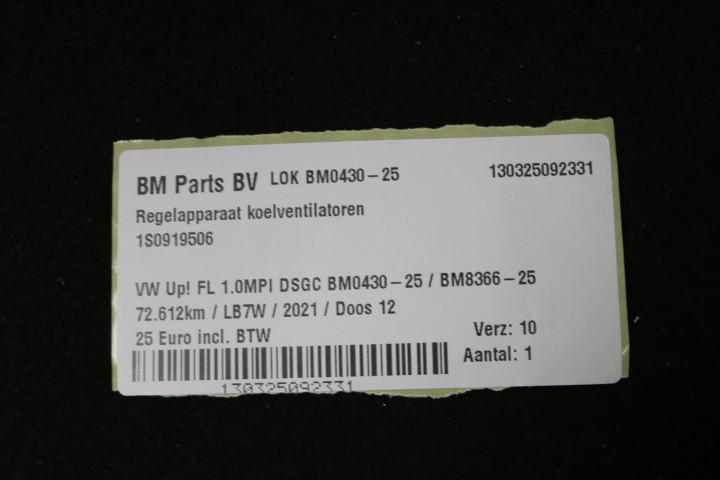 BM Parts BV LOK BM0430-25 130325092331
Regelapparaat koelventilatoren
1S0919506
VW Up! FL 1.0MPI DSGC BM0430-25 / BM8366-25
72.612km / LB7W / 2021 / Doos 12
25 Euro incl. BTW
Verz: 10
Aantal: 1
130325092331